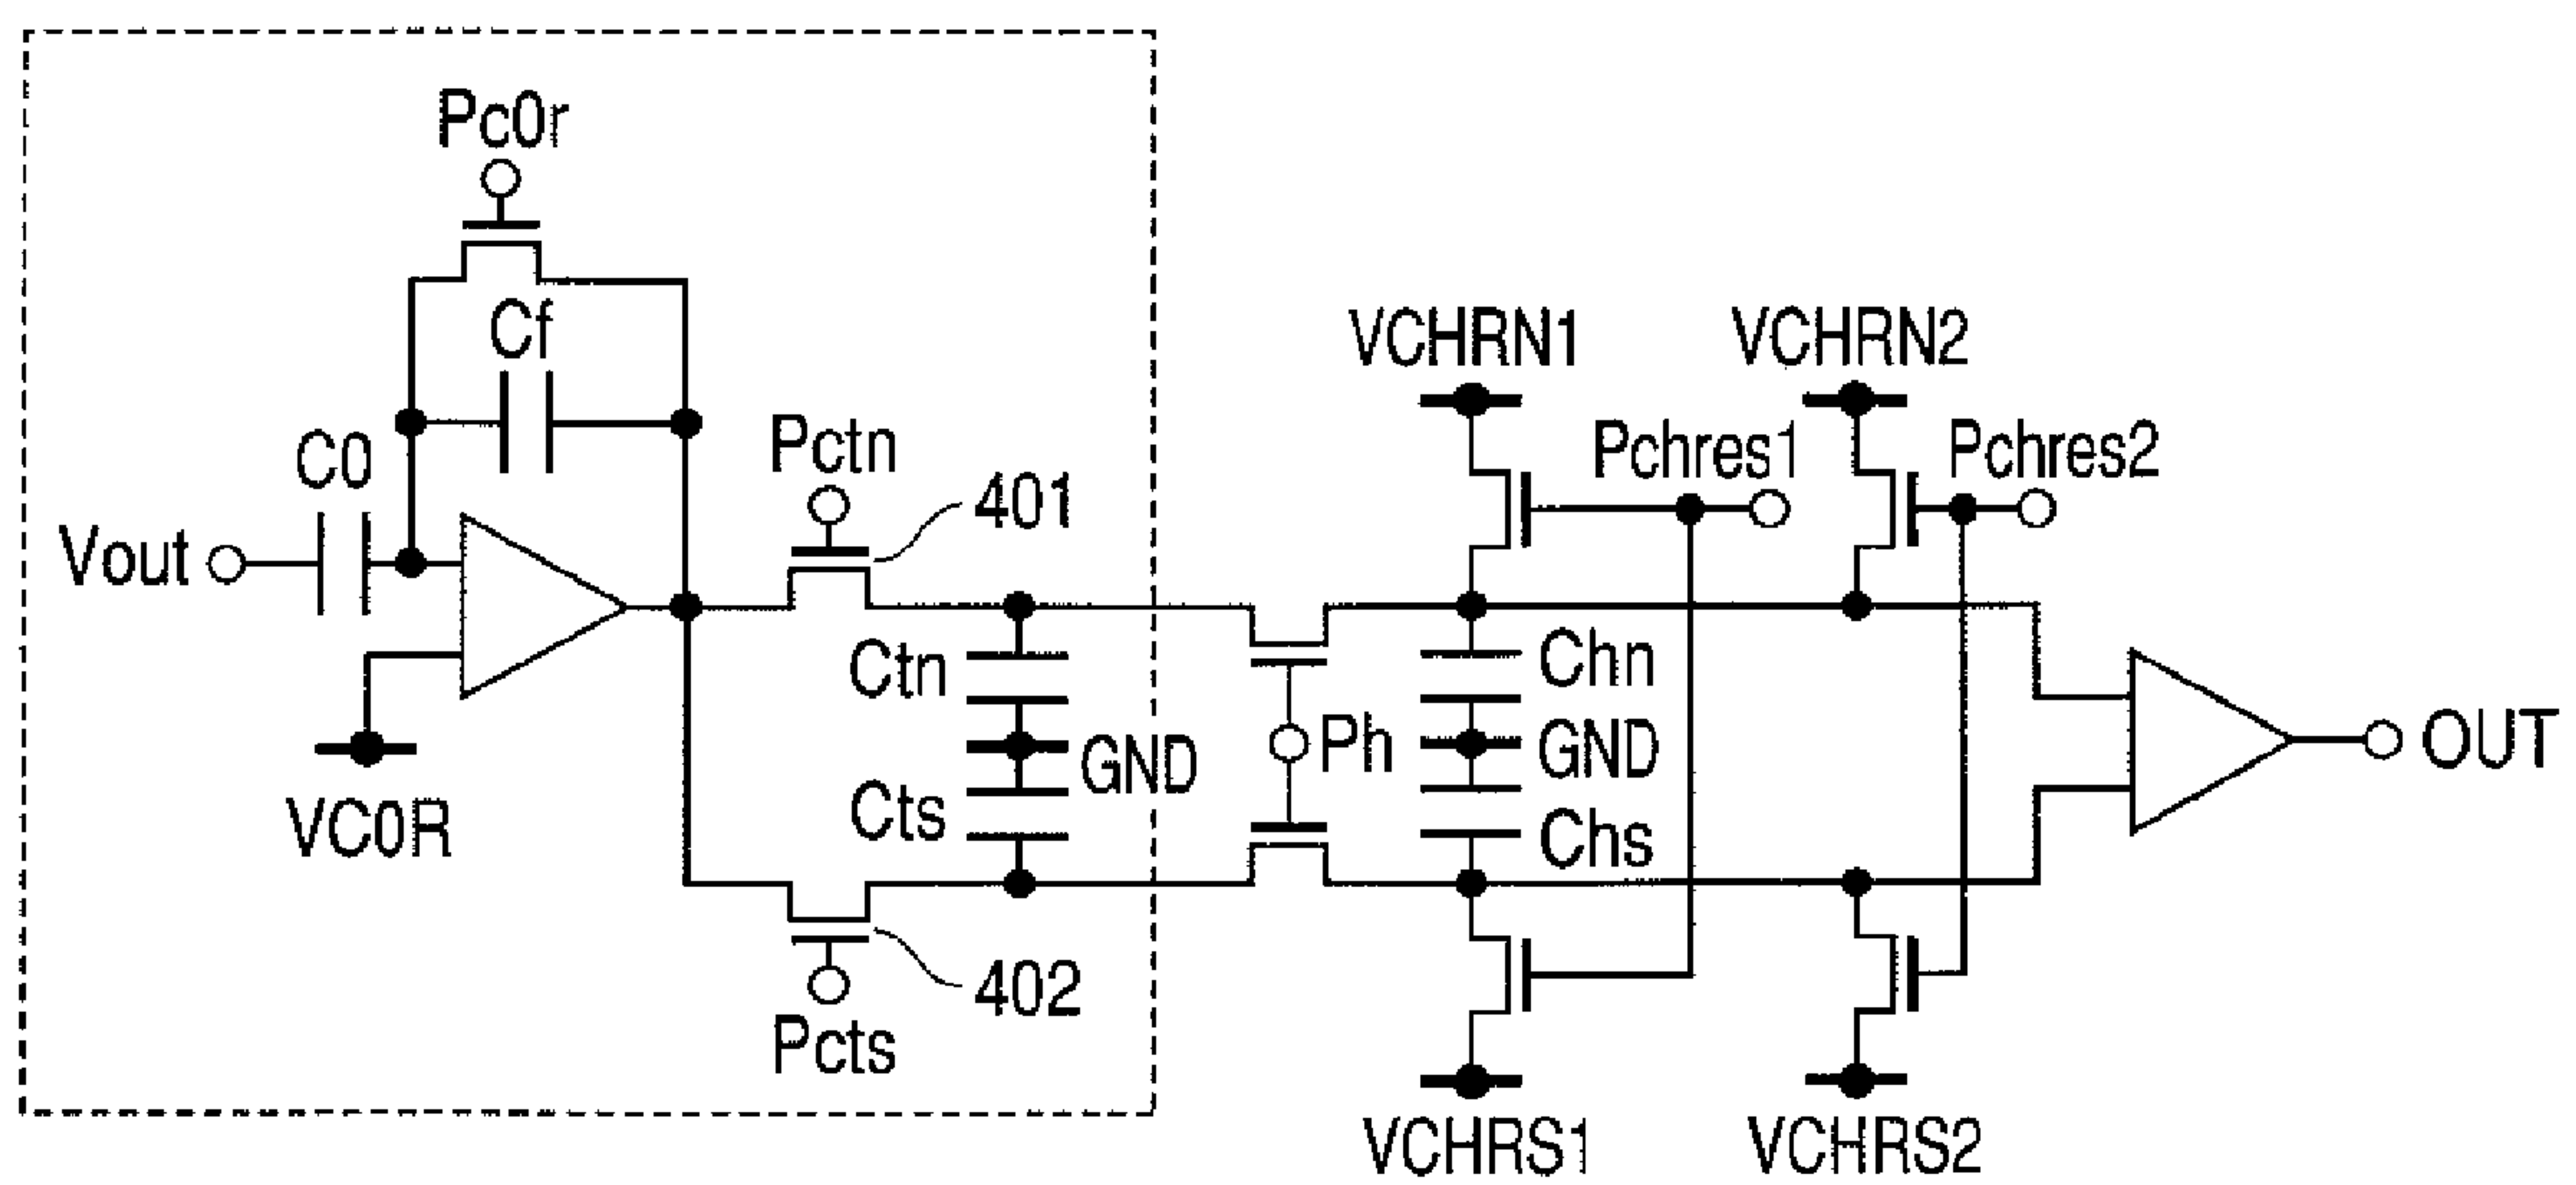 Pc0r
Cf
VCHRN1
VCHRN2
C0
Pctn
401
Pchres1
Pchres2
Vout
Ctn
Chn
GND
Ph
GND
OUT
Cts
Chs
VC0R
402
Pcts
VCHRS1
VCHRS2